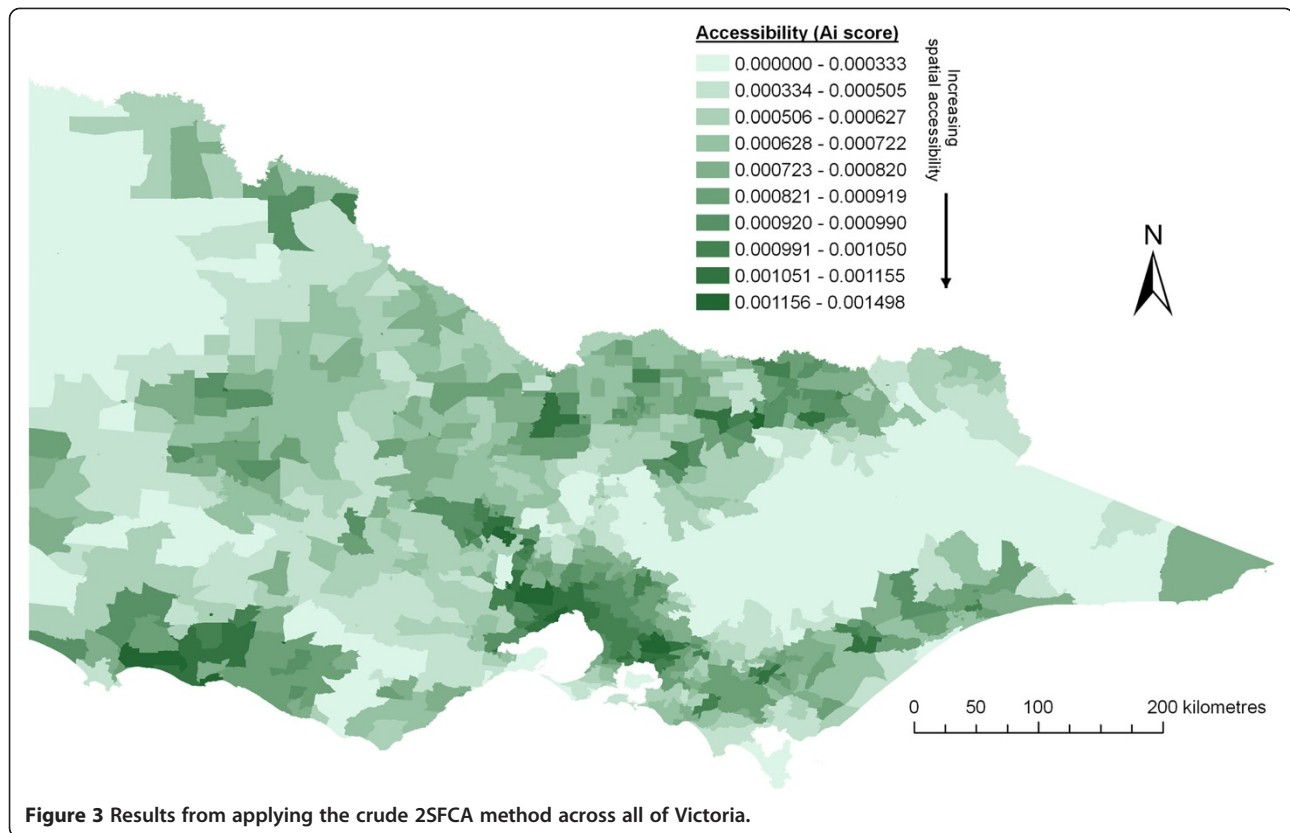 Accessibility (Ai score)
0.000000 - 0.000333
0.000334 - 0.000505
0.000506 - 0.000627
0.000628 - 0.000722
0.000723 - 0.000820
0.000821 - 0.000919
0.000920 - 0.000990
0.000991 - 0.001050
0.001051 - 0.001155
0.001156 - 0.001498
Increasing
spatial accessibility
N
0 50 100 200 kilometres
Figure 3 Results from applying the crude 2SFCA method across all of Victoria.